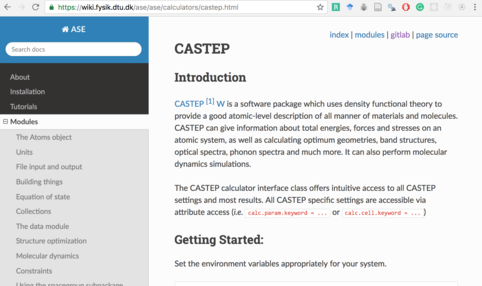 https://wiki.fysik.dtu.dk/ase/ase/calculators/castep.html
ASE
Search docs
About
Installation
Tutorials
Modules
The Atoms object
Units
File input and output
Building things
Equation of state
Collections
The data module
Structure optimization
Molecular dynamics
Constraints
Using the spacegroup subpackage
index | modules | gitlab | page source
CASTEP
Introduction
CASTEP [1] W is a software package which uses density functional theory to
provide a good atomic-level description of all manner of materials and molecules.
CASTEP can give information about total energies, forces and stresses on an
atomic system, as well as calculating optimum geometries, band structures,
optical spectra, phonon spectra and much more. It can also perform molecular
dynamics simulations.
The CASTEP calculator interface class offers intuitive access to all CASTEP
settings and most results. All CASTEP specific settings are accessible via
attribute access (i.e. calc.param.keyword = ... or calc.cell.keyword = ... )
Getting Started:
Set the environment variables appropriately for your system.